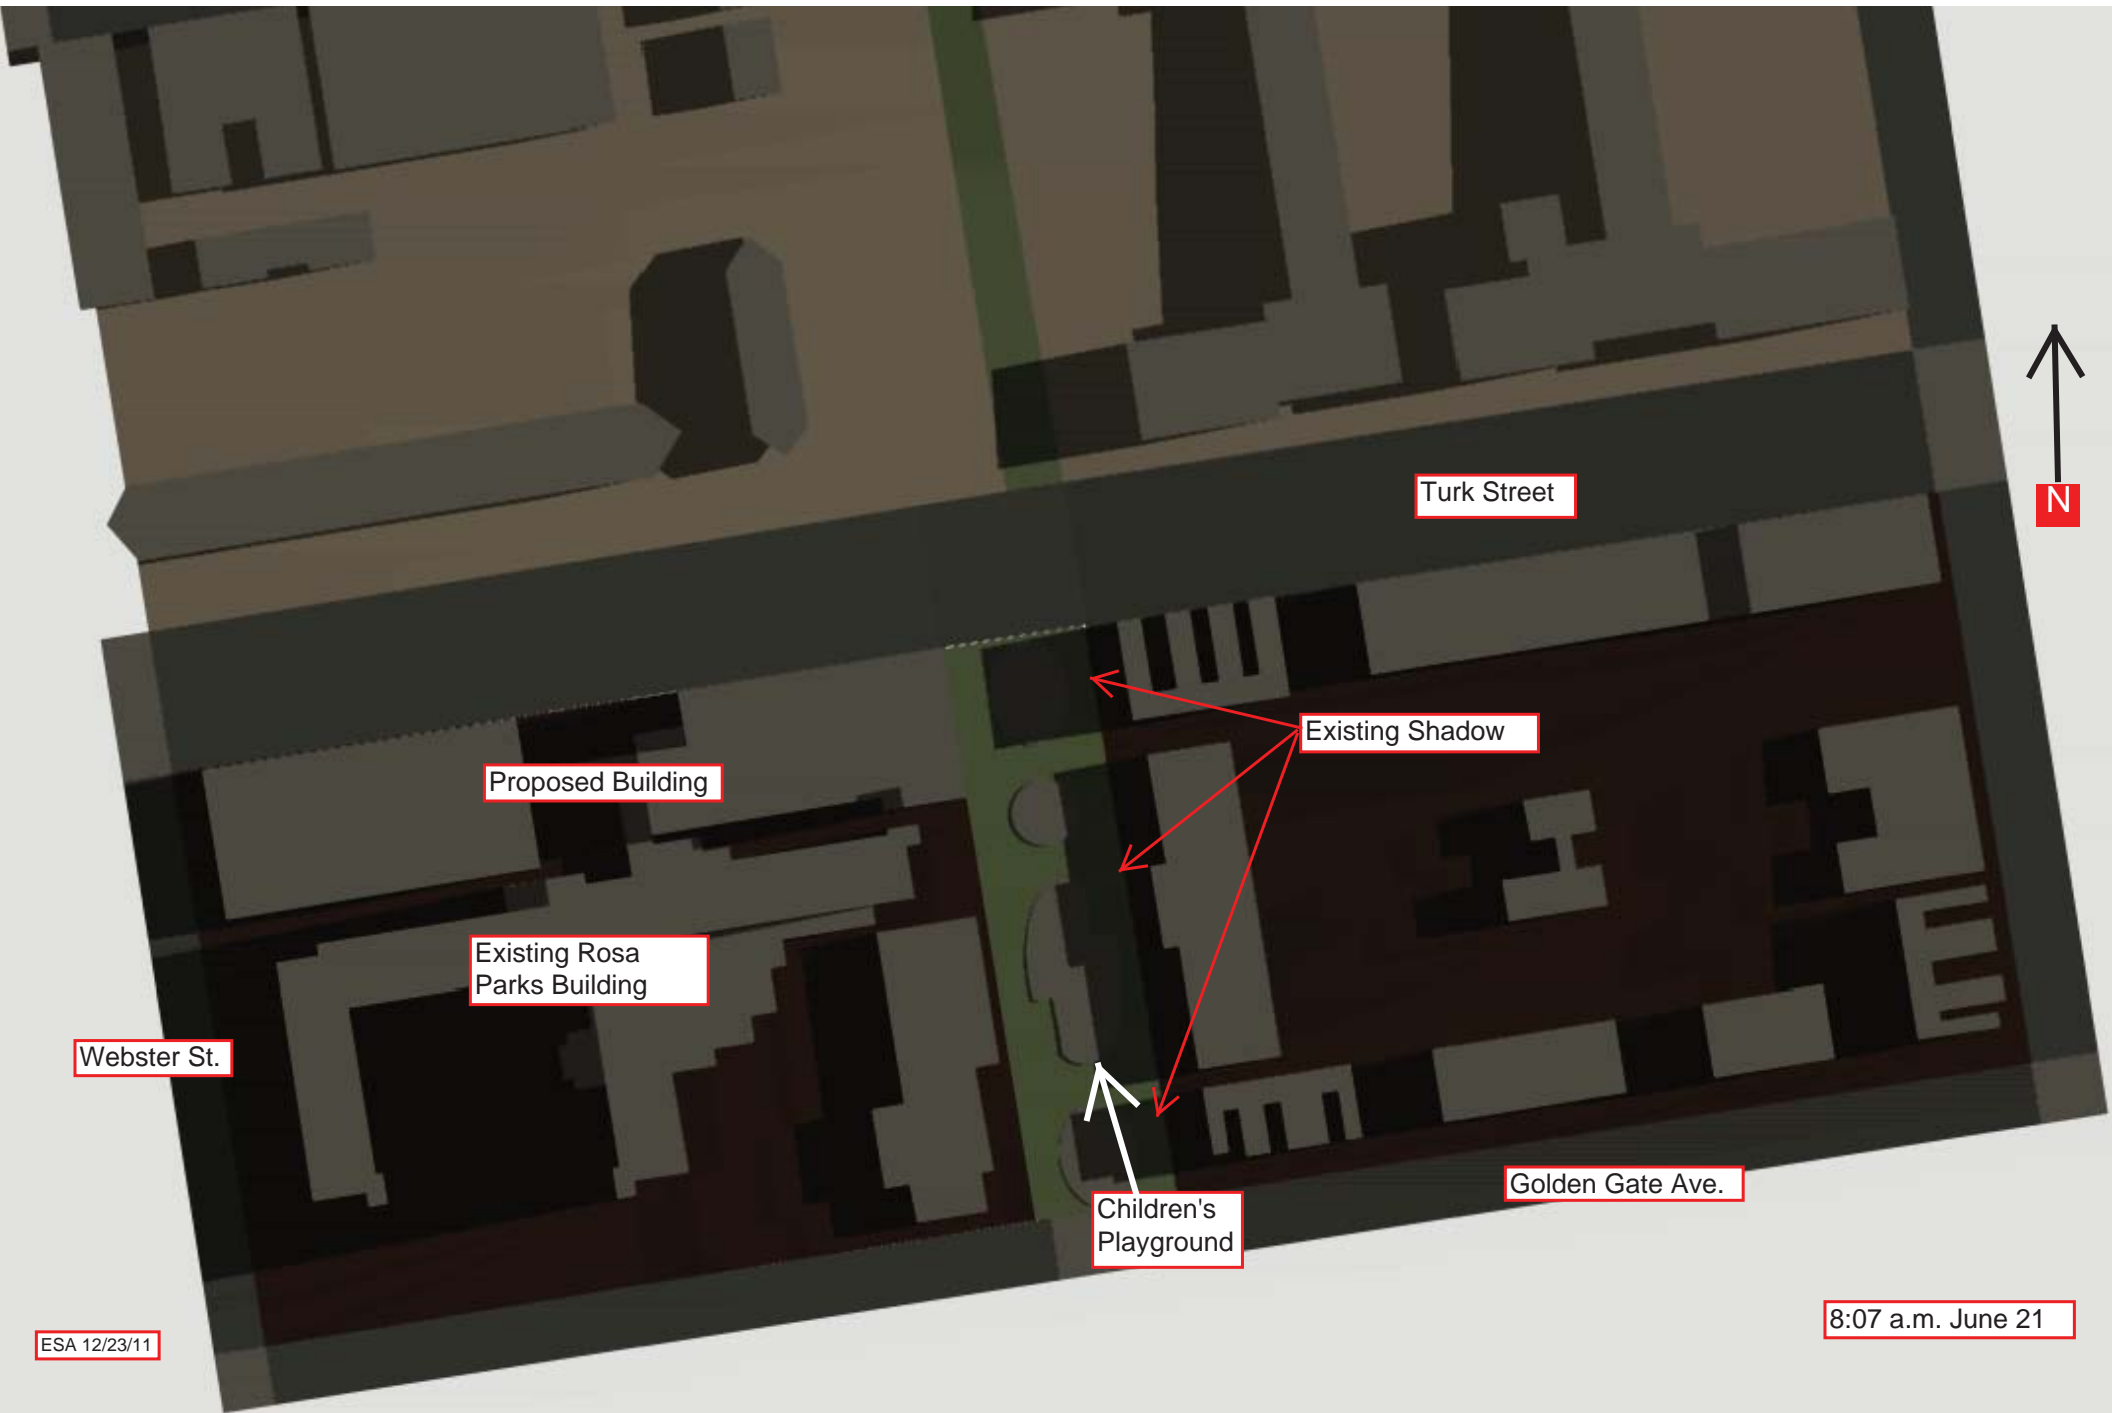 Turk Street
N
Existing Shadow
Proposed Building
Existing Rosa
Parks Building
Webster St.
Golden Gate Ave.
Children's
Playground
8:07 a.m. June 21
ESA 12/23/11